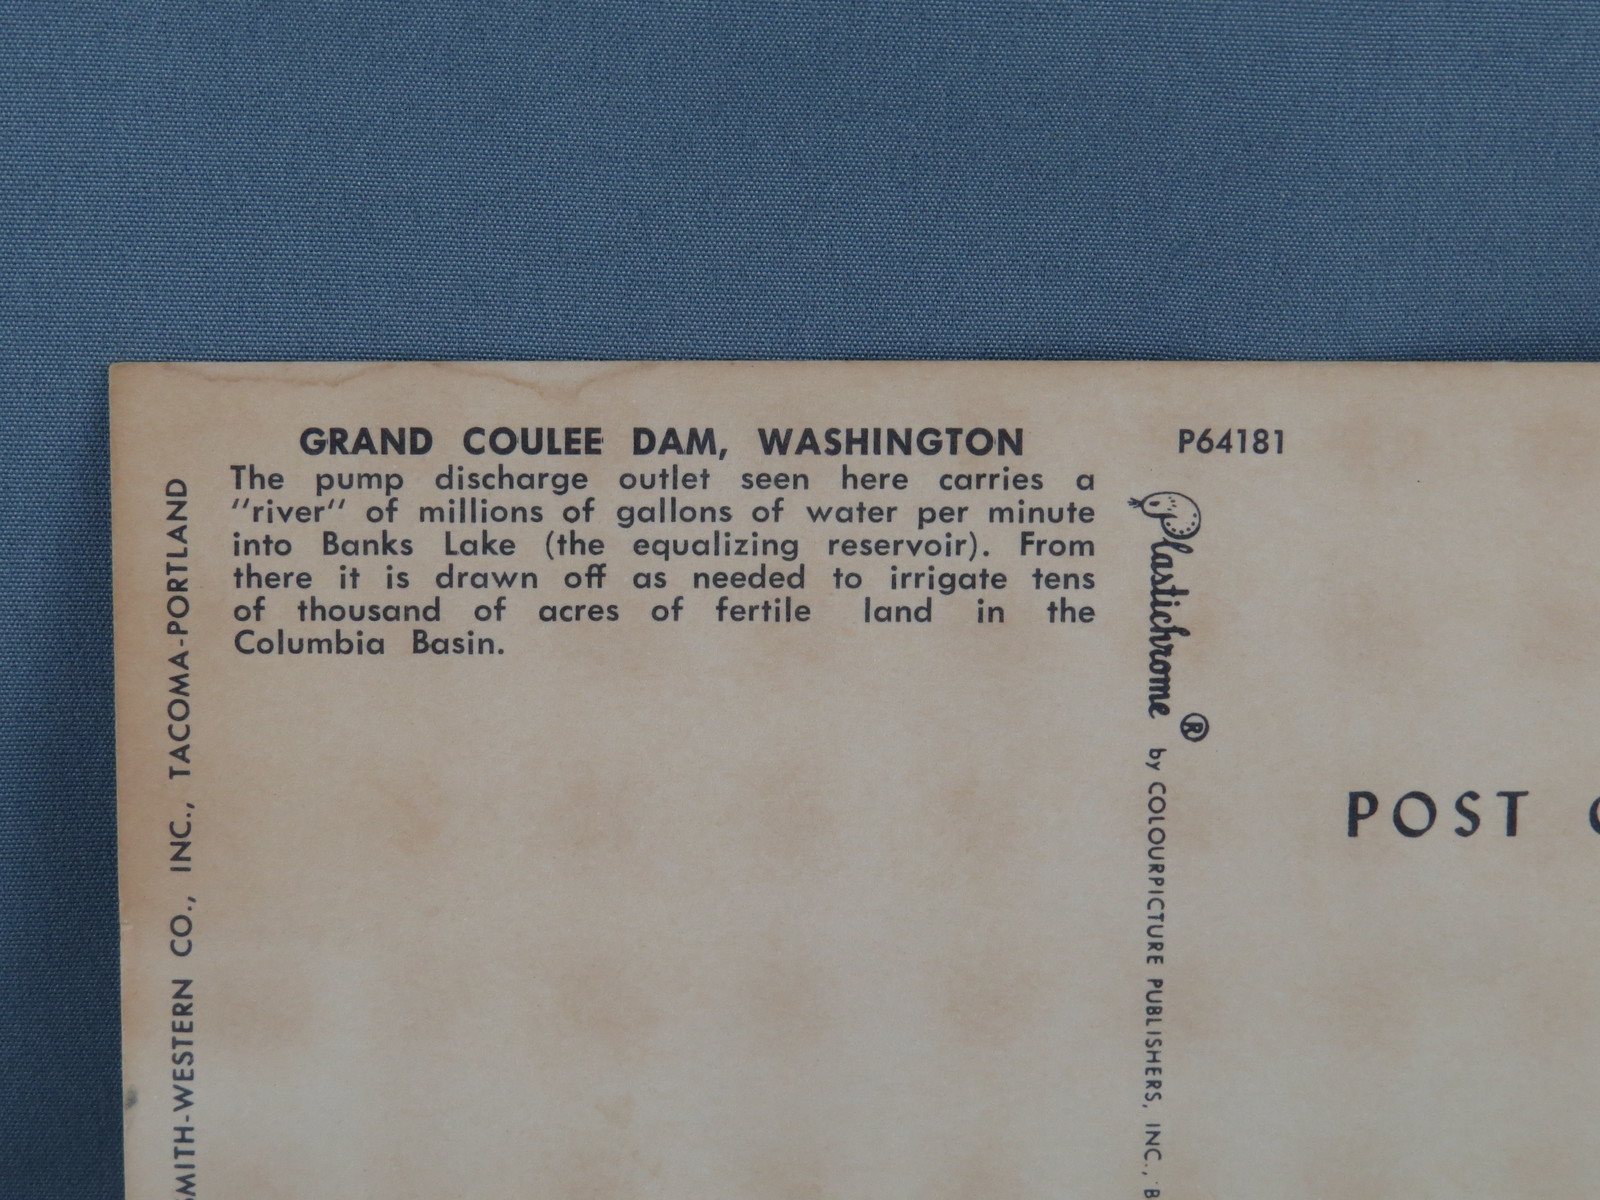 GRAND COULEE DAM, WASHINGTON
The pump discharge outlet seen here carries a
"river" of millions of gallons of water per minute
into Banks Lake (the equalizing reservoir). From
there it is drawn off as needed to irrigate tens
of thousand of acres of fertile land in the
Columbia Basin.
P64181
SMITH-WESTERN CO., INC., TACOMA-PORTLAND
Plastichrome ®
by COLOURPICTURE PUBLISHERS, INC.,
POST